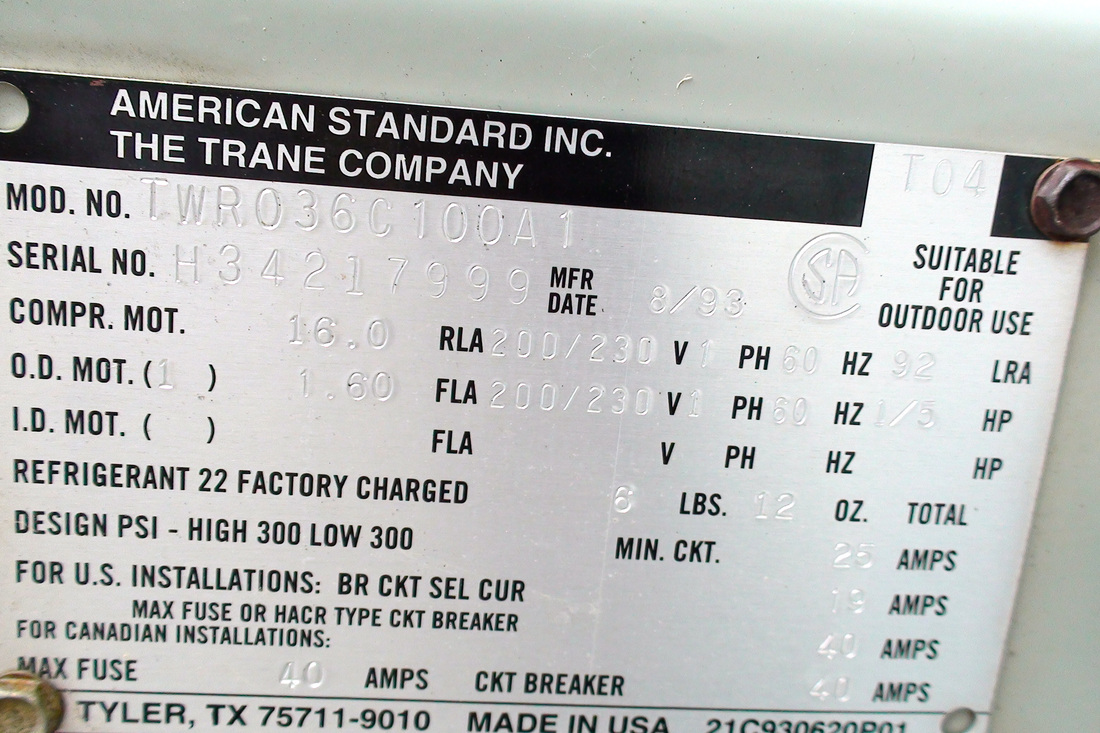 AMERICAN STANDARD INC.
THE TRANE COMPANY
T04
MOD. NO. TWR036C100A1
SERIAL NO. H34217999 MFR DATE 8/93
SA
SUITABLE
FOR
OUTDOOR USE
COMPR. MOT. 16.0 RLA 200/230 V 1 PH 60 HZ 92 LRA
O.D. MOT. (1 ) 1.60 FLA 200/230 V 1 PH 60 HZ 1/5 HP
I.D. MOT. ( ) FLA V PH HZ HP
REFRIGERANT 22 FACTORY CHARGED 6 LBS. 12 OZ. TOTAL
DESIGN PSI - HIGH 300 LOW 300 MIN. CKT. 25 AMPS
FOR U.S. INSTALLATIONS: BR CKT SEL CUR 19 AMPS
MAX FUSE OR HACR TYPE CKT BREAKER 40 AMPS
FOR CANADIAN INSTALLATIONS:
MAX FUSE 40 AMPS CKT BREAKER 40 AMPS
TYLER, TX 75711-9010 MADE IN USA 21C930620P01